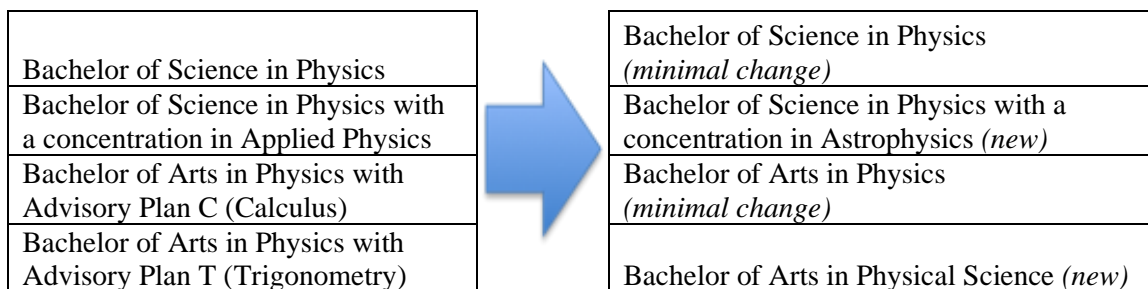 Bachelor of Science in Physics
Bachelor of Science in Physics with
a concentration in Applied Physics
Bachelor of Arts in Physics with
Advisory Plan C (Calculus)
Bachelor of Arts in Physics with
Advisory Plan T (Trigonometry)
Bachelor of Science in Physics
(minimal change)
Bachelor of Science in Physics with a
concentration in Astrophysics (new)
Bachelor of Arts in Physics
(minimal change)
Bachelor of Arts in Physical Science (new)